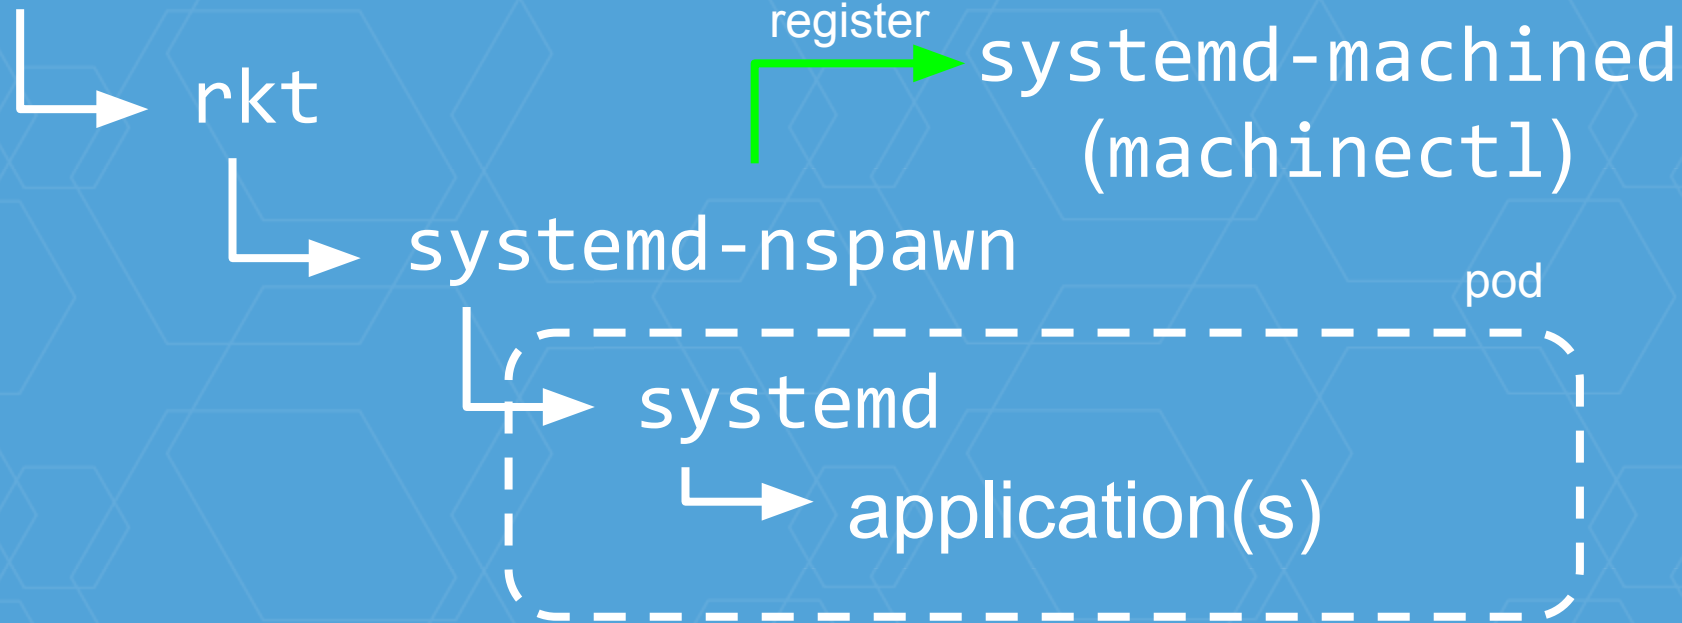 register
systemd-machined
(machinectl)
rkt
systemd-nspawn
pod
systemd
application(s)